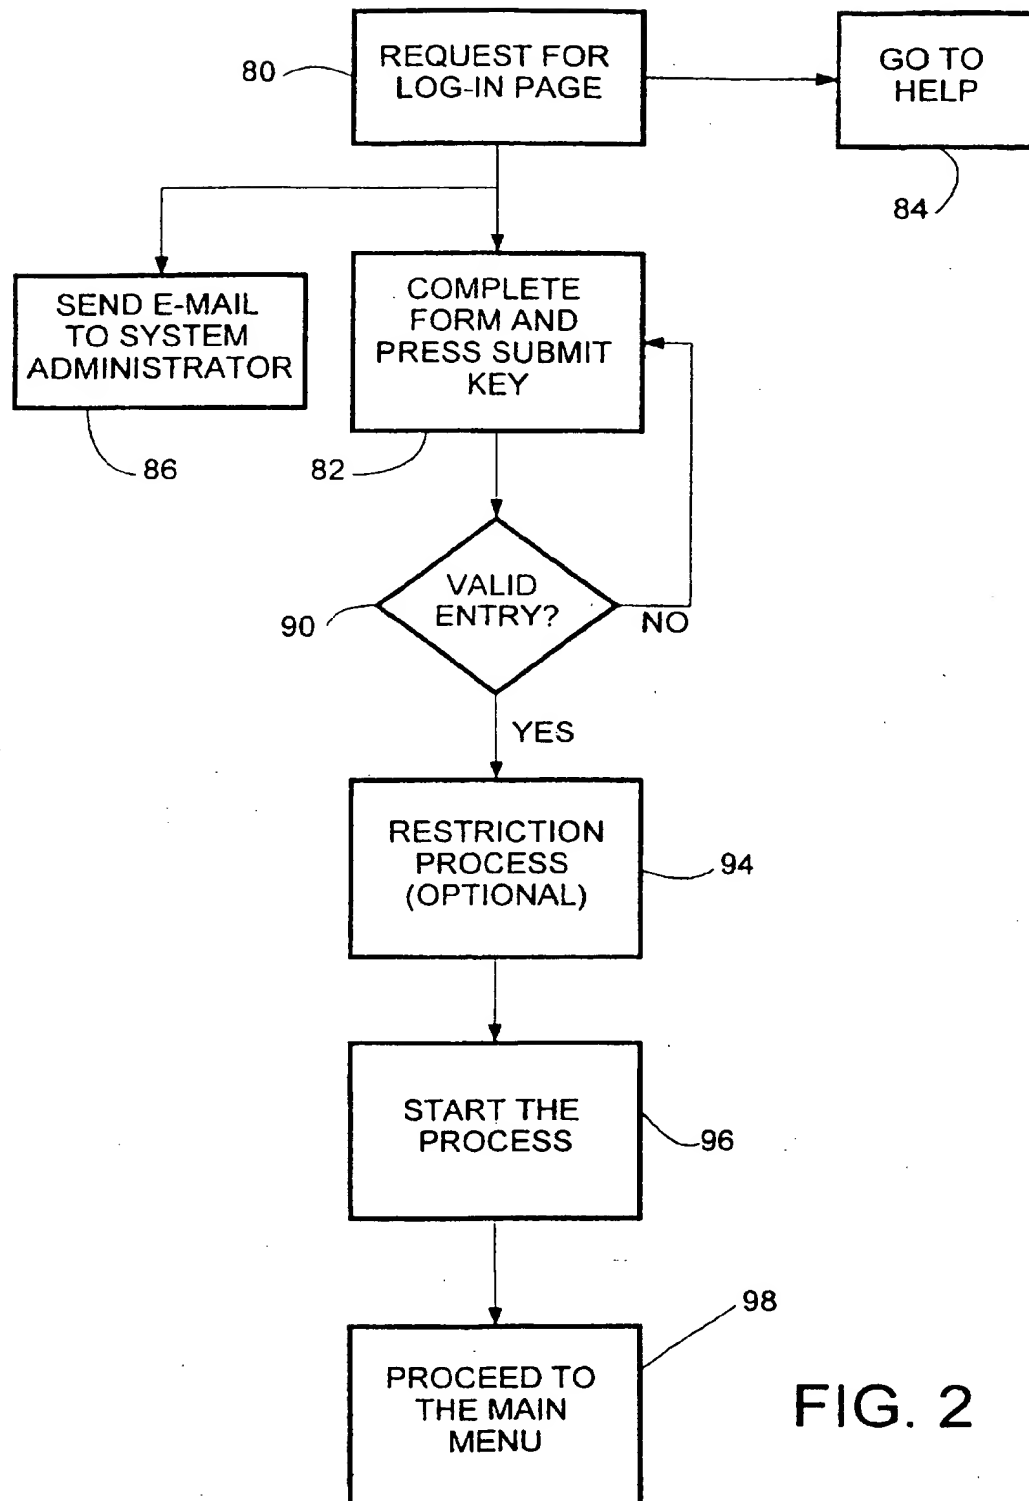 REQUEST FOR
LOG-IN PAGE
80
GO TO
HELP
84
SEND E-MAIL
TO SYSTEM
ADMINISTRATOR
86
COMPLETE
FORM AND
PRESS SUBMIT
KEY
82
VALID
ENTRY?
90
NO
YES
RESTRICTION
PROCESS
(OPTIONAL)
94
START THE
PROCESS
96
98
PROCEED TO
THE MAIN
MENU
FIG. 2